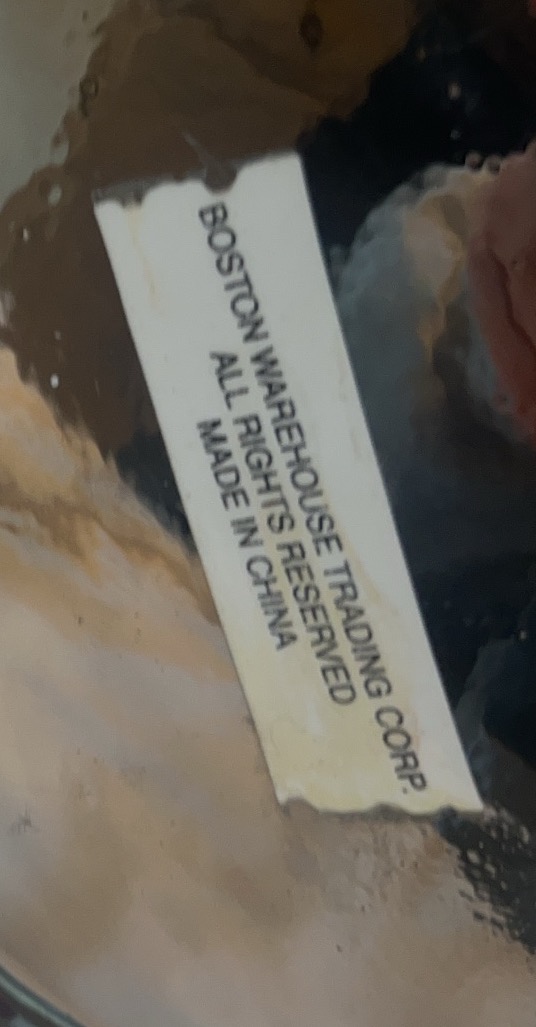 BOSTON WAREHOUSE TRADING CORP.
ALL RIGHTS RESERVED
MADE IN CHINA